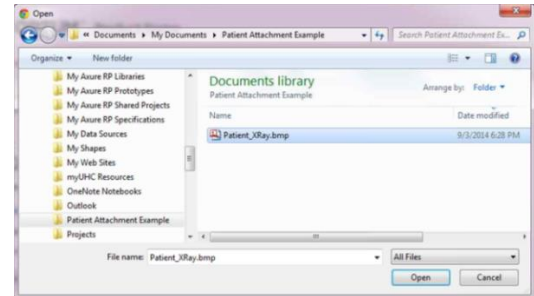 Open
« Documents ▸ My Documents ▸ Patient Attachment Example
Search Patient Attachment Ex...
Organize ▾ New folder
My Axure RP Libraries
My Axure RP Prototypes
My Axure RP Shared Projects
My Axure RP Specifications
My Data Sources
My Shapes
My Web Sites
myUHC Resources
OneNote Notebooks
Outlook
Patient Attachment Example
Projects
Documents library
Patient Attachment Example
Arrange by: Folder ▾
Name Date modified
Patient_XRay.bmp 9/3/2014 6:28 PM
File name: Patient_XRay.bmp All Files
Open Cancel